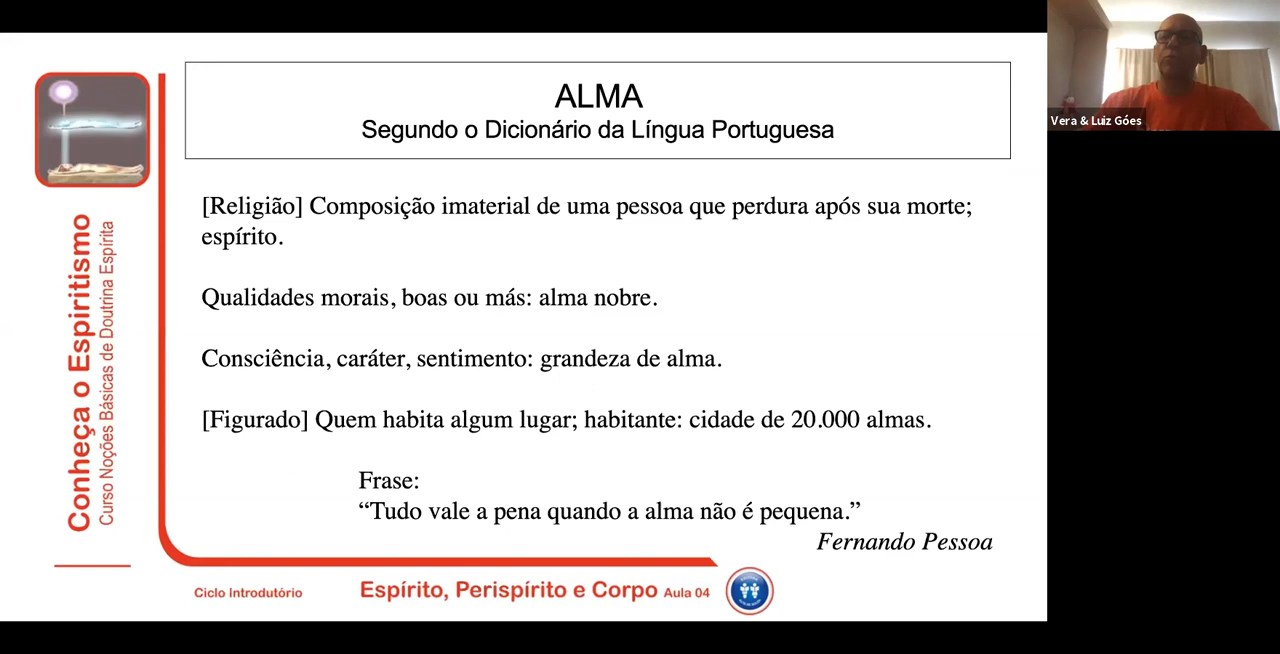 ALMA
Segundo o Dicionário da Língua Portuguesa
[Religião] Composição imaterial de uma pessoa que perdura após sua morte;
espírito.
Qualidades morais, boas ou más: alma nobre.
Consciência, caráter, sentimento: grandeza de alma.
[Figurado] Quem habita algum lugar; habitante: cidade de 20.000 almas.
Frase:
“Tudo vale a pena quando a alma não é pequena.”
Fernando Pessoa
Conheça o Espiritismo
Curso Noções Básicas de Doutrina Espírita
Ciclo Introdutório
Espírito, Perispírito e Corpo Aula 04
Vera & Luiz Góes